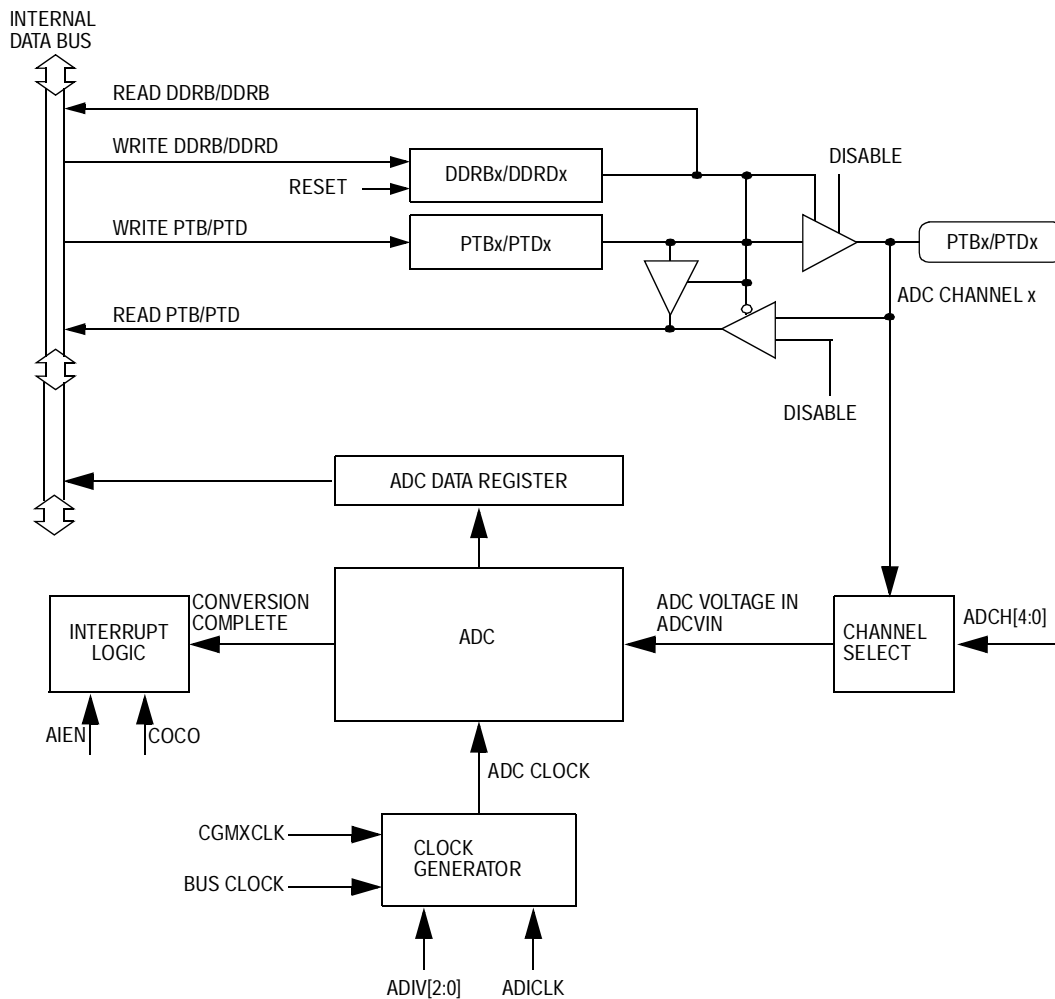 INTERNAL
DATA BUS
READ DDRB/DDRB
WRITE DDRB/DDRD
RESET
DDRBx/DDRDx
DISABLE
WRITE PTB/PTD
PTBx/PTDx
PTBx/PTDx
ADC CHANNEL x
READ PTB/PTD
DISABLE
ADC DATA REGISTER
INTERRUPT
LOGIC
CONVERSION
COMPLETE
ADC
ADC VOLTAGE IN
ADCVIN
CHANNEL
SELECT
ADCH[4:0]
AIEN
COCO
ADC CLOCK
CGMXCLK
BUS CLOCK
CLOCK
GENERATOR
ADIV[2:0]
ADICLK